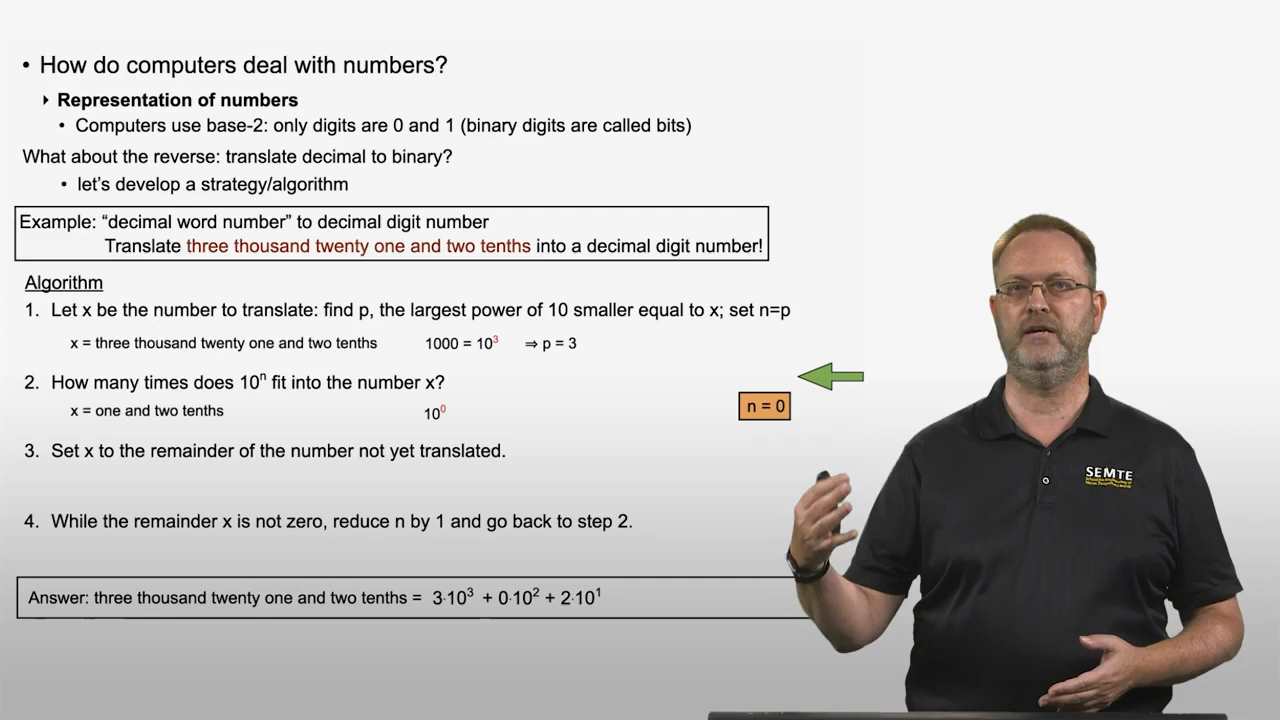 • How do computers deal with numbers?
Representation of numbers
• Computers use base-2: only digits are 0 and 1 (binary digits are called bits)
What about the reverse: translate decimal to binary?
• let's develop a strategy/algorithm
Example: “decimal word number” to decimal digit number
Translate three thousand twenty one and two tenths into a decimal digit number!
Algorithm
1. Let x be the number to translate: find p, the largest power of 10 smaller equal to x; set n=p
x = three thousand twenty one and two tenths 1000 = 10³ ⇒ p = 3
2. How many times does 10ⁿ fit into the number x?
x = one and two tenths 10⁰
n = 0
3. Set x to the remainder of the number not yet translated.
4. While the remainder x is not zero, reduce n by 1 and go back to step 2.
Answer: three thousand twenty one and two tenths = 3·10³ + 0·10² + 2·10¹
SEMTE